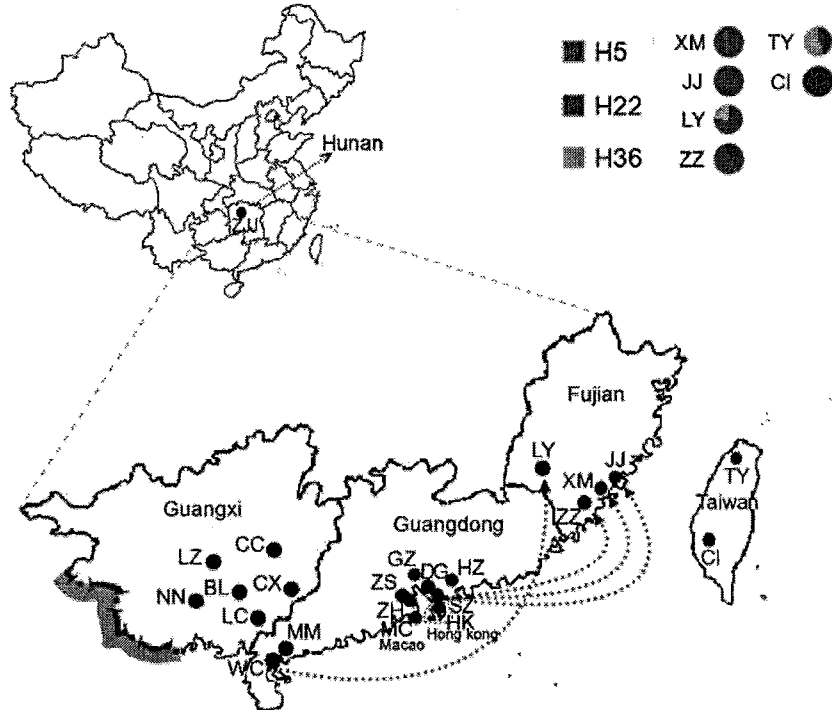 H5
H22
H36
XM
JJ
LY
ZZ
TY
CI
Hunan
ZJJ
Fujian
LY
JJ
XM
ZZ
TY
Taiwan
CI
Guangxi
LZ
CC
NN
BL
CX
LC
Guangdong
GZ
DG
HZ
ZS
ZH
SZ
HK
MC
Macao
Hong kong
MM
WC